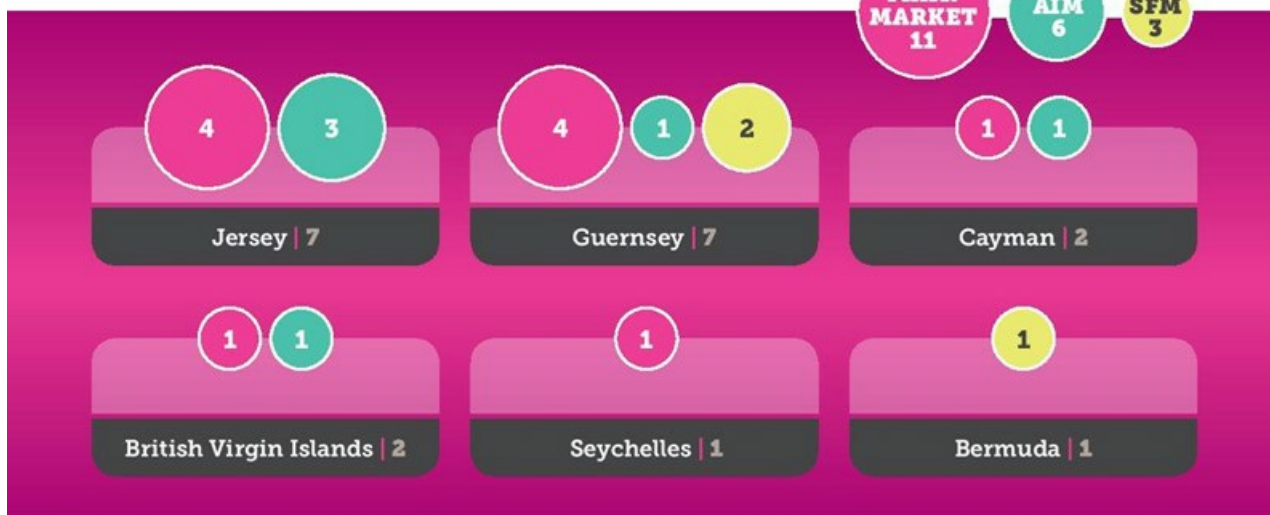 MARKET
11
AIM
6
SFM
3
4
3
4
1
2
1
1
Jersey | 7
Guernsey | 7
Cayman | 2
1
1
1
1
British Virgin Islands | 2
Seychelles | 1
Bermuda | 1